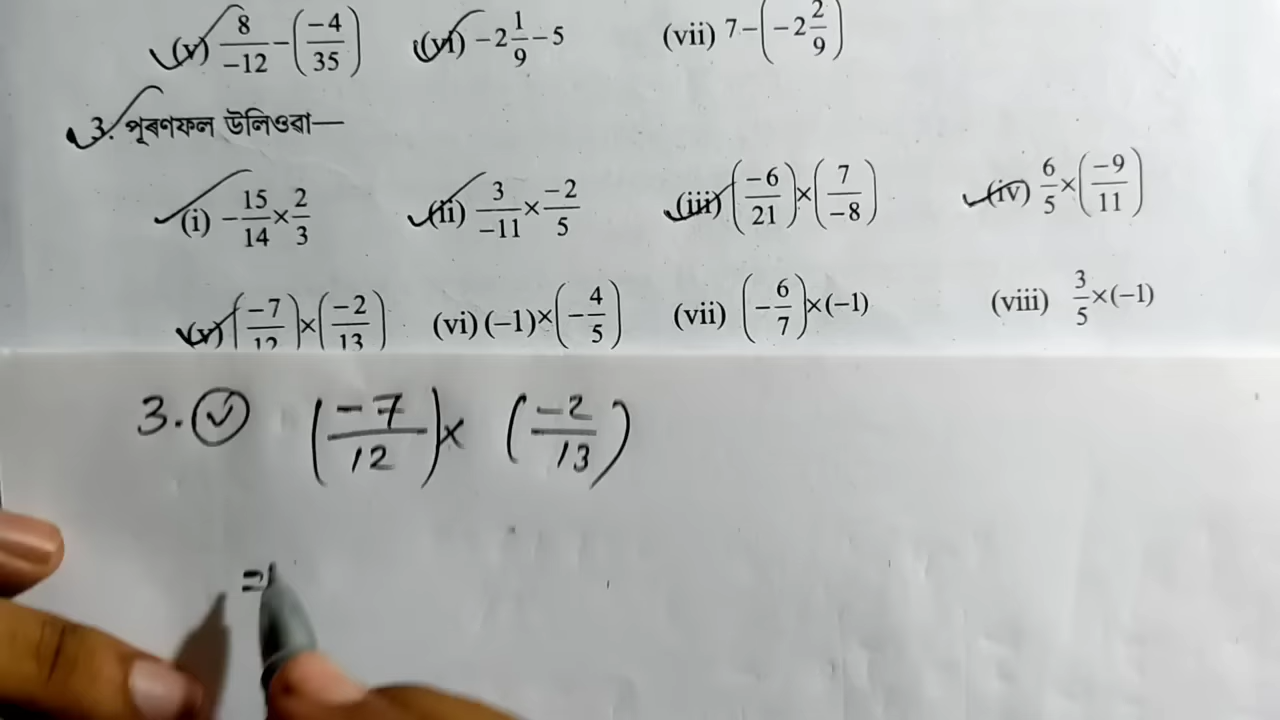 (v) 8/-12 - (-4/35) (vi) -2 1/9 - 5 (vii) 7 - (-2 2/9)
3. পূৰণফল উলিওৱা—
(i) -15/14 × 2/3 (ii) 3/-11 × -2/5 (iii) (-6/21) × (7/-8) (iv) 6/5 × (-9/11)
(v) (-7/12) × (-2/13) (vi) (-1) × (-4/5) (vii) (-6/7) × (-1) (viii) 3/5 × (-1)
3. (v) (-7/12) × (-2/13)
=